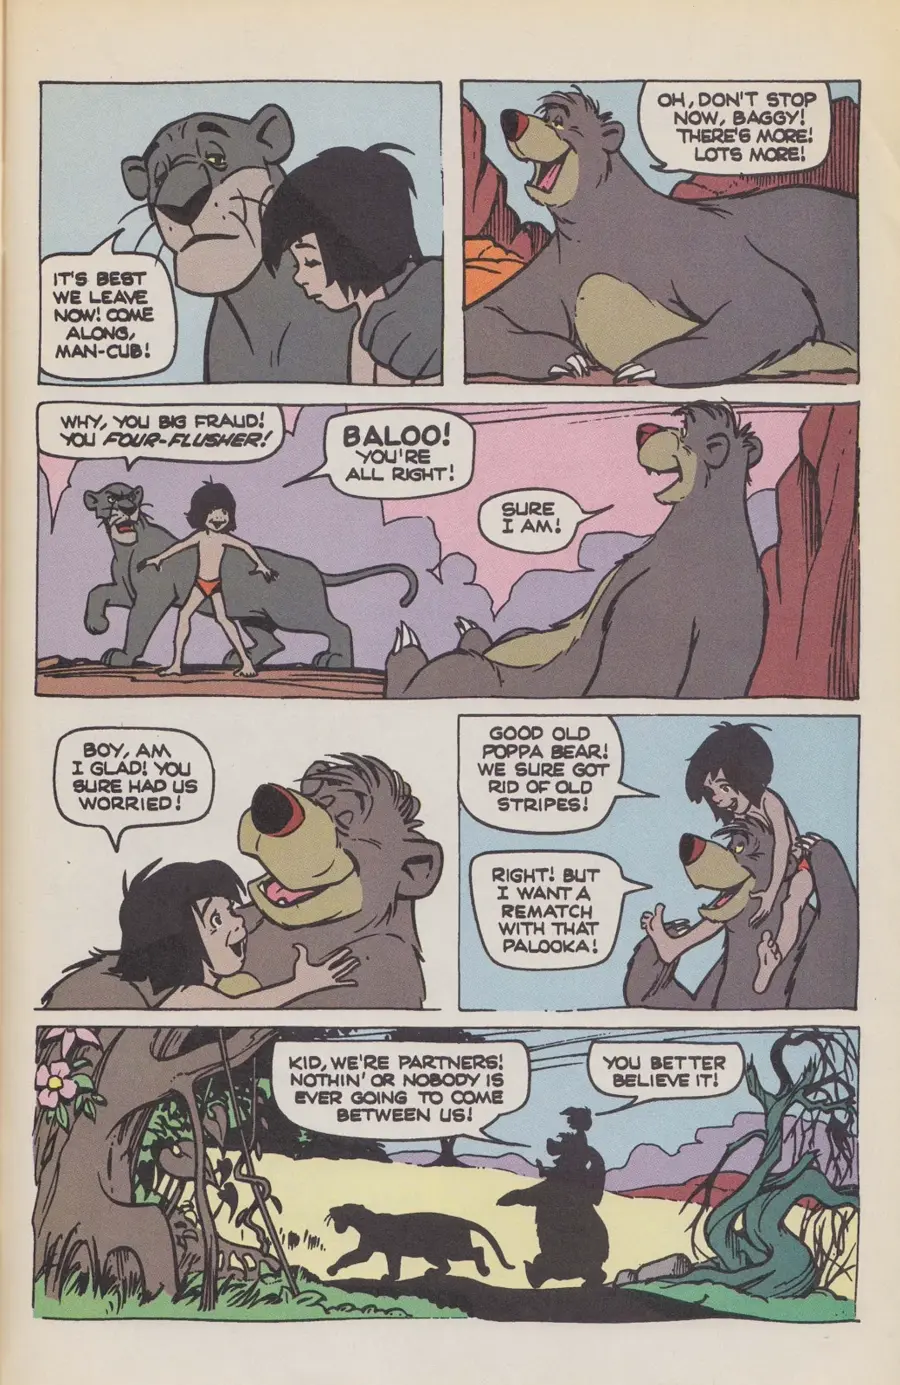 IT'S BEST
WE LEAVE
NOW! COME
ALONG,
MAN-CUB!
OH, DON'T STOP
NOW, BAGGY!
THERE'S MORE!
LOTS MORE!
WHY, YOU BIG FRAUD!
YOU FOUR-FLUSHER!
BALOO!
YOU'RE
ALL RIGHT!
SURE
I AM!
BOY, AM
I GLAD! YOU
SURE HAD US
WORRIED!
GOOD OLD
POPPA BEAR!
WE SURE GOT
RID OF OLD
STRIPES!
RIGHT! BUT
I WANT A
REMATCH
WITH THAT
PALOOKA!
KID, WE'RE PARTNERS!
NOTHIN' OR NOBODY IS
EVER GOING TO COME
BETWEEN US!
YOU BETTER
BELIEVE IT!